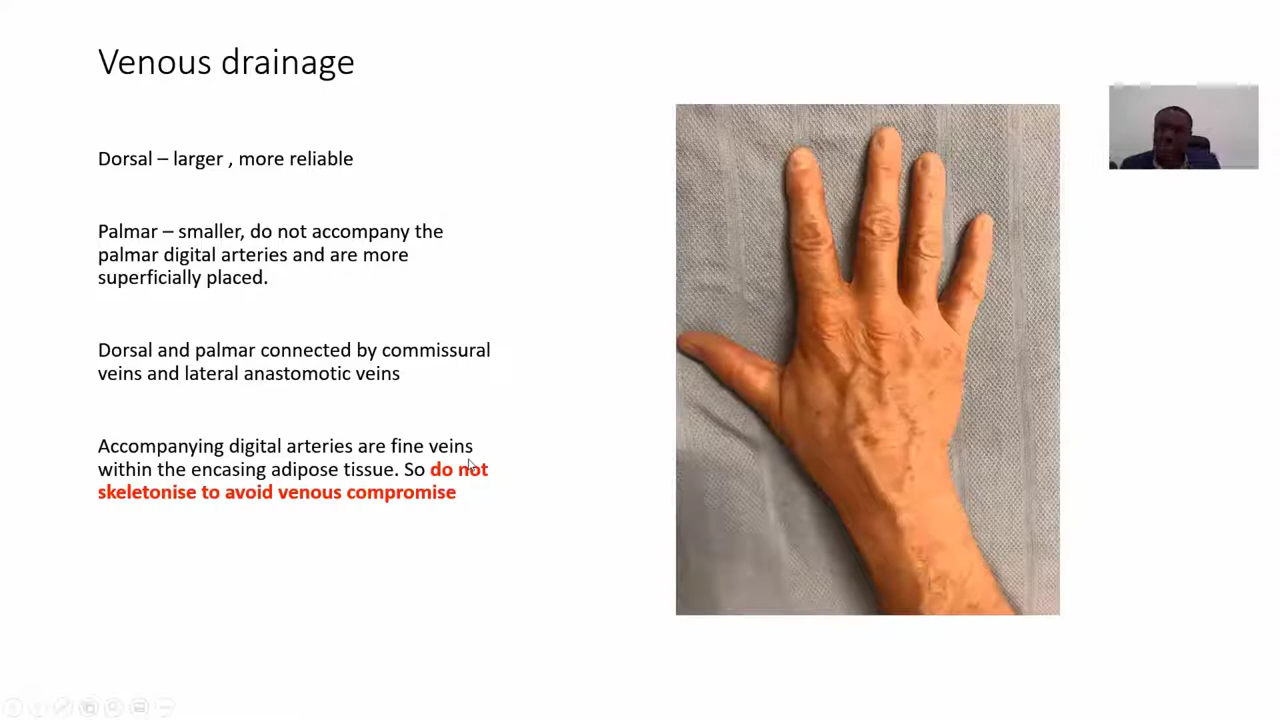 Venous drainage
Dorsal – larger , more reliable
Palmar – smaller, do not accompany the
palmar digital arteries and are more
superficially placed.
Dorsal and palmar connected by commissural
veins and lateral anastomotic veins
Accompanying digital arteries are fine veins
within the encasing adipose tissue. So do not
skeletonise to avoid venous compromise